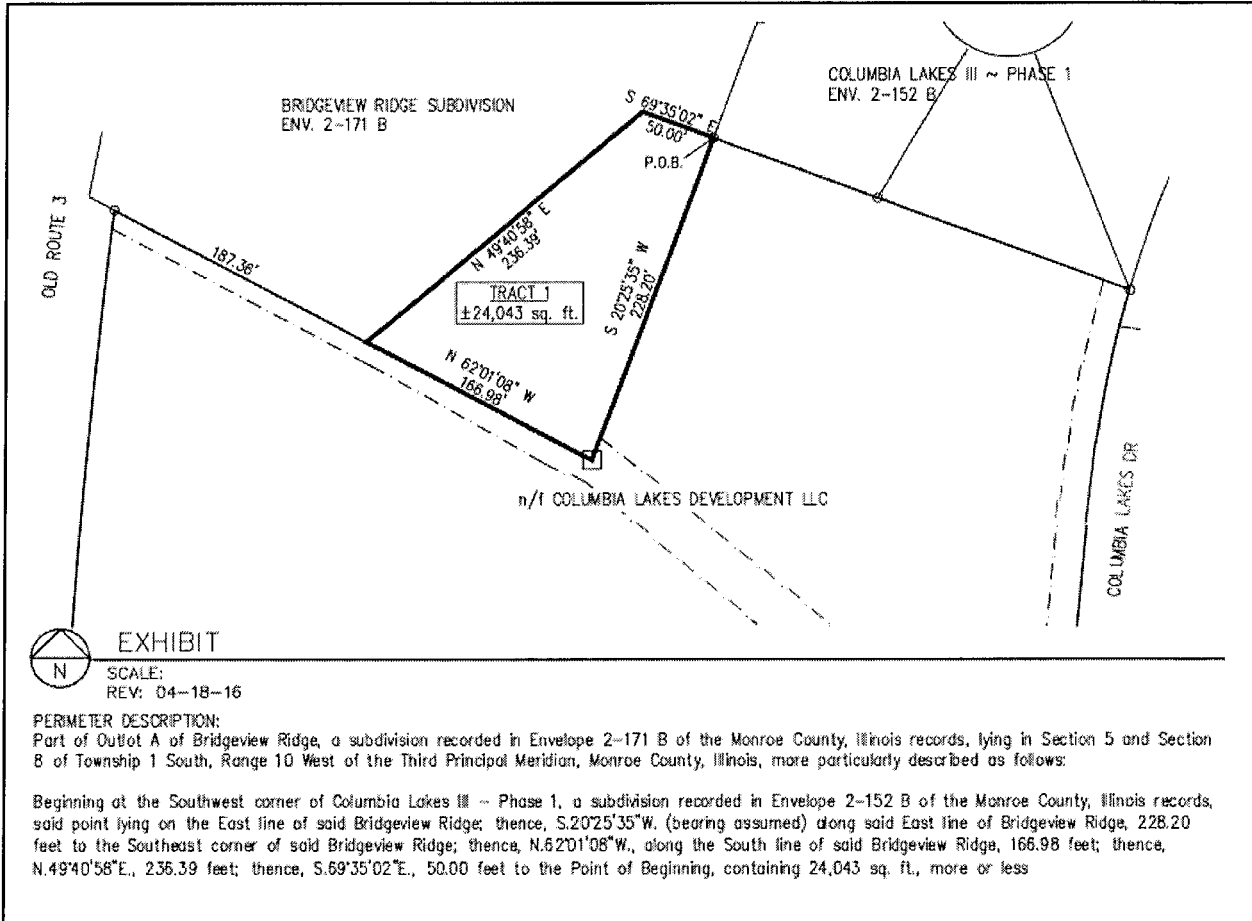 COLUMBIA LAKES III ~ PHASE 1
ENV. 2-152 B
BRIDGEVIEW RIDGE SUBDIVISION
ENV. 2-171 B
S 69°35'02" E
50.00'
P.O.B.
OLD ROUTE 3
187.36'
N 49°40'58" E
236.39'
TRACT 1
±24,043 sq. ft.
S 20°25'35" W
228.20'
N 62°01'08" W
166.98'
n/f COLUMBIA LAKES DEVELOPMENT LLC
COLUMBIA LAKES DR
N
EXHIBIT
SCALE:
REV: 04-18-16
PERIMETER DESCRIPTION:
Part of Outlot A of Bridgeview Ridge, a subdivision recorded in Envelope 2-171 B of the Monroe County, Illinois records, lying in Section 5 and Section
8 of Township 1 South, Range 10 West of the Third Principal Meridian, Monroe County, Illinois, more particularly described as follows:
Beginning at the Southwest corner of Columbia Lakes III - Phase 1, a subdivision recorded in Envelope 2-152 B of the Monroe County, Illinois records,
said point lying on the East line of said Bridgeview Ridge; thence, S.20°25'35"W. (bearing assumed) along said East line of Bridgeview Ridge, 228.20
feet to the Southeast corner of said Bridgeview Ridge; thence, N.62°01'08"W., along the South line of said Bridgeview Ridge, 166.98 feet; thence,
N.49°40'58"E., 236.39 feet; thence, S.69°35'02"E., 50.00 feet to the Point of Beginning, containing 24,043 sq. ft., more or less